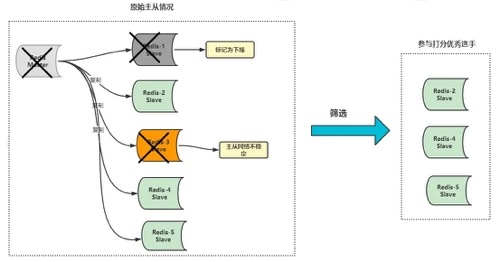 原始主从情况
Redis
Master
Redis-1
Slave
标记为下线
复制
Redis-2
Slave
复制
复制
Redis-3
Slave
主从网络不稳
定
Redis-4
Slave
Redis-5
Slave
筛选
参与打分优秀选手
Redis-2
Slave
Redis-4
Slave
Redis-5
Slave